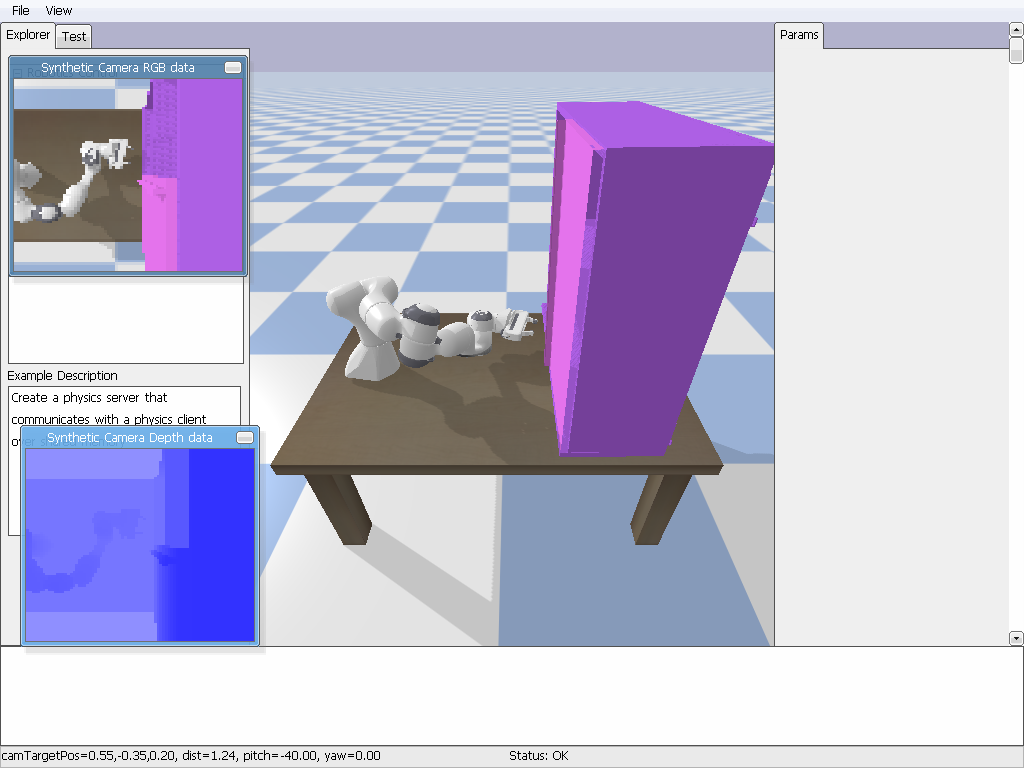 File View
Explorer Test
Params
Synthetic Camera RGB data
Example Description
Create a physics server that
communicates with a physics client
Synthetic Camera Depth data
camTargetPos=0.55,-0.35,0.20, dist=1.24, pitch=-40.00, yaw=0.00 Status: OK